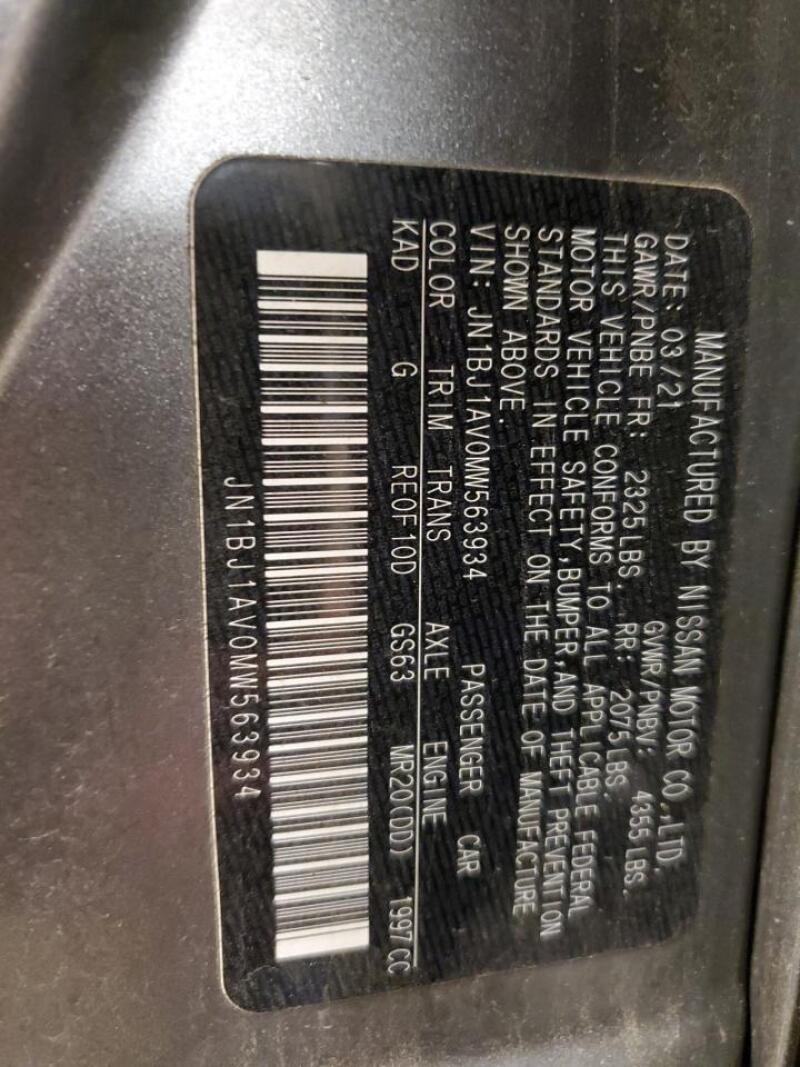 MANUFACTURED BY NISSAN MOTOR CO.,LTD.
DATE: 03/21 GVWR/PNBV: 4355 LBS.
GAWR/PNBE FR: 2325 LBS. RR: 2075 LBS.
THIS VEHICLE CONFORMS TO ALL APPLICABLE FEDERAL
MOTOR VEHICLE SAFETY,BUMPER,AND THEFT PREVENTION
STANDARDS IN EFFECT ON THE DATE OF MANUFACTURE
SHOWN ABOVE.
VIN: JN1BJ1AV0MW563934 PASSENGER CAR
COLOR TRIM TRANS AXLE ENGINE
KAD G RE0F10D GS63 MR20(DD) 1997CC
JN1BJ1AV0MW563934